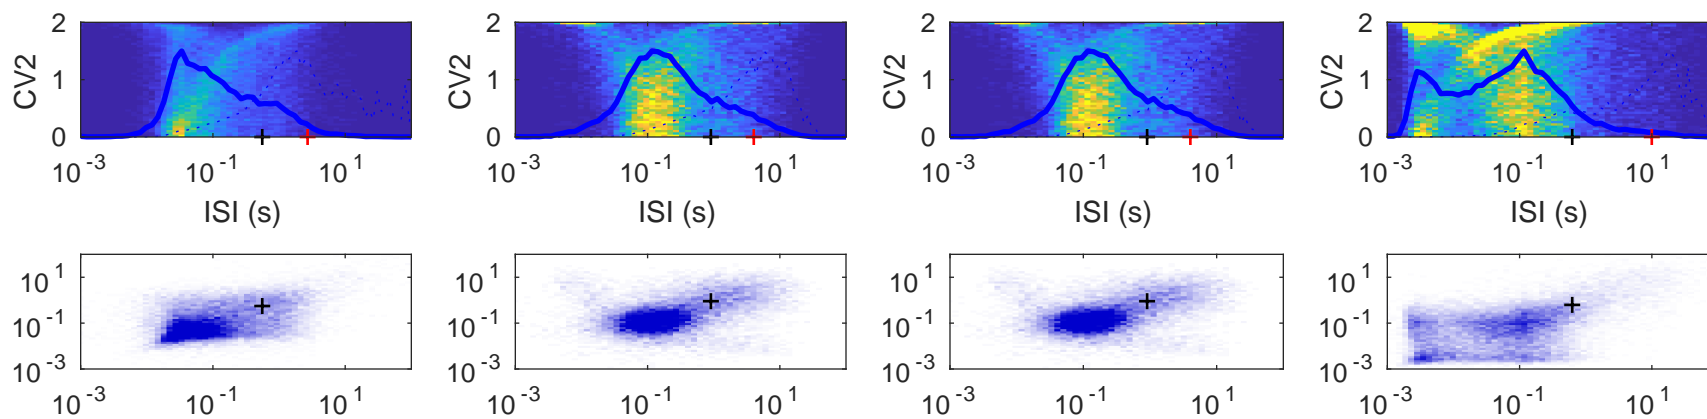 2 2 2 2
CV2 CV2 CV2 CV2
1 1 1 1
0 0 0 0
10^-3 10^-1 10^1 10^-3 10^-1 10^1 10^-3 10^-1 10^1 10^-3 10^-1 10^1
ISI (s) ISI (s) ISI (s) ISI (s)
10^1 10^1 10^1 10^1
10^-1 10^-1 10^-1 10^-1
10^-3 10^-3 10^-3 10^-3
10^-3 10^-1 10^1 10^-3 10^-1 10^1 10^-3 10^-1 10^1 10^-3 10^-1 10^1